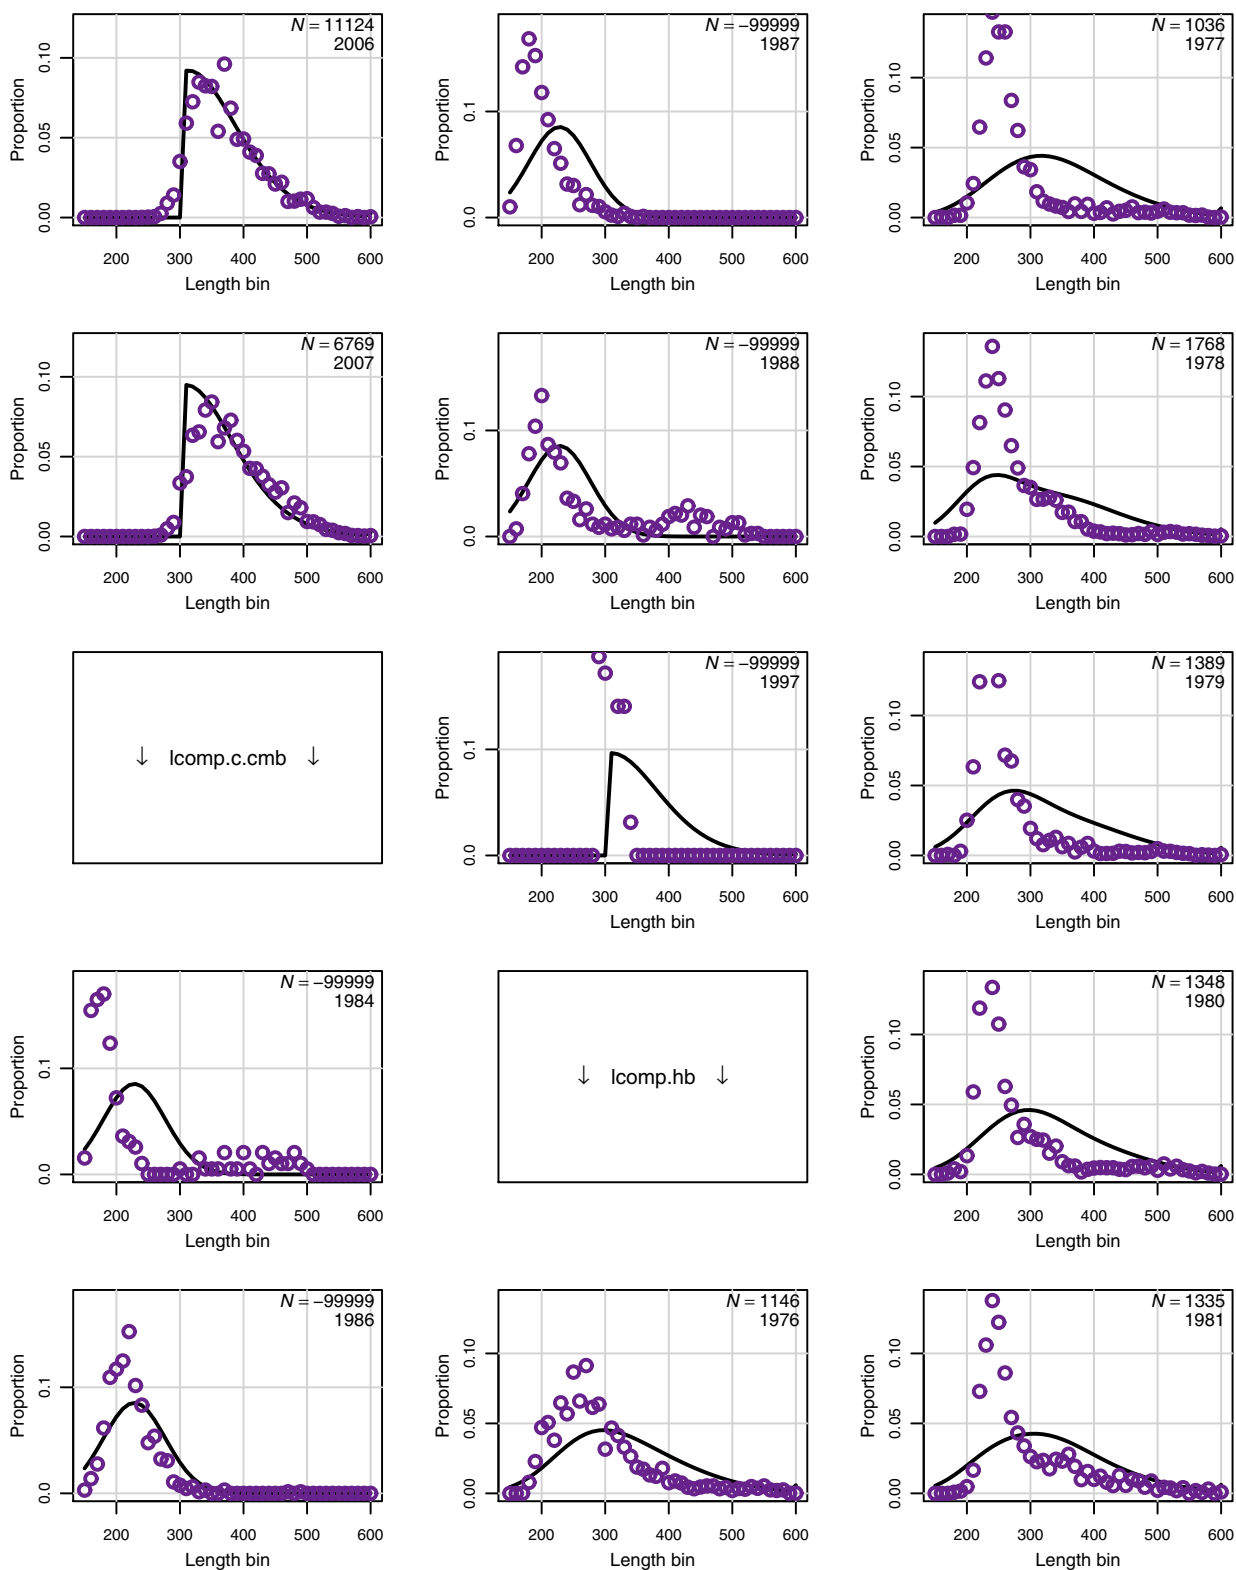 N = 11124
2006
Proportion
0.00 0.05 0.10
200 300 400 500 600
Length bin
N = 6769
2007
Proportion
0.00 0.05 0.10
200 300 400 500 600
Length bin
↓ lcomp.c.cmb ↓
N = −99999
1984
Proportion
0.0 0.1
200 300 400 500 600
Length bin
N = −99999
1986
Proportion
0.0 0.1
200 300 400 500 600
Length bin
N = −99999
1987
Proportion
0.0 0.1
200 300 400 500 600
Length bin
N = −99999
1988
Proportion
0.0 0.1
200 300 400 500 600
Length bin
N = −99999
1997
Proportion
0.0 0.1
200 300 400 500 600
Length bin
↓ lcomp.hb ↓
N = 1146
1976
Proportion
0.00 0.05 0.10
200 300 400 500 600
Length bin
N = 1036
1977
Proportion
0.00 0.05 0.10
200 300 400 500 600
Length bin
N = 1768
1978
Proportion
0.00 0.05 0.10
200 300 400 500 600
Length bin
N = 1389
1979
Proportion
0.00 0.05 0.10
200 300 400 500 600
Length bin
N = 1348
1980
Proportion
0.00 0.05 0.10
200 300 400 500 600
Length bin
N = 1335
1981
Proportion
0.00 0.05 0.10
200 300 400 500 600
Length bin